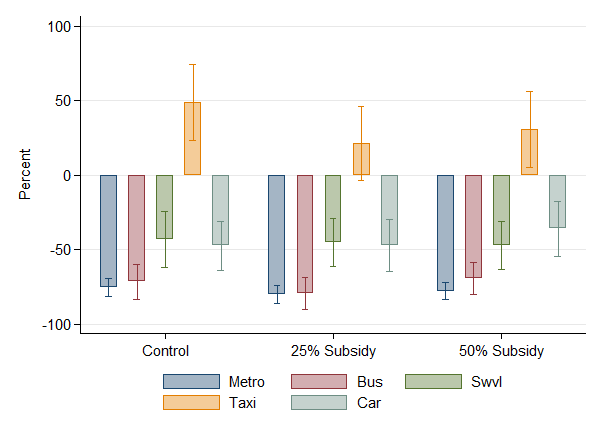 100
50
0
-50
-100
Percent
Control 25% Subsidy 50% Subsidy
Metro Bus Swvl
Taxi Car